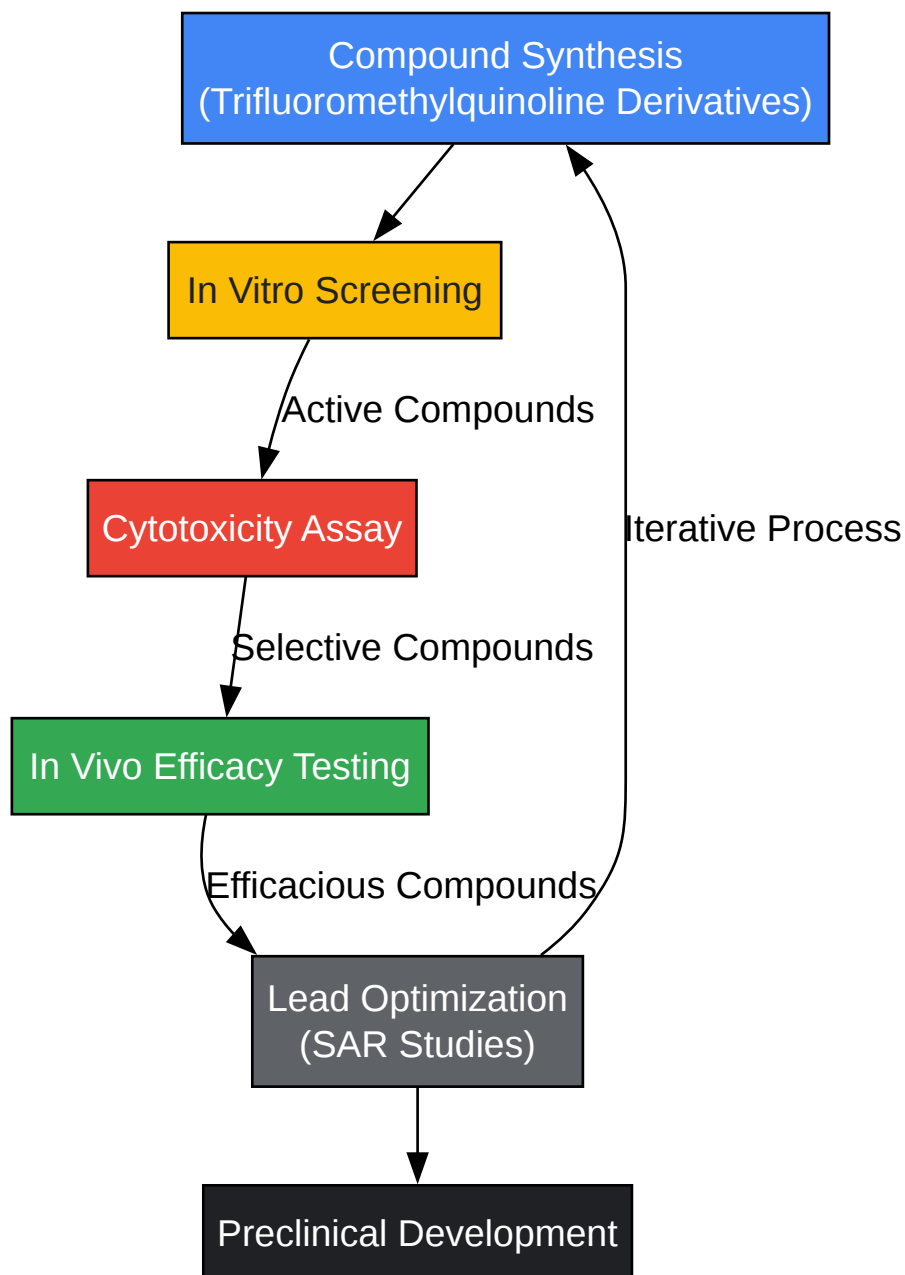 Compound Synthesis
(Trifluoromethylquinoline Derivatives)
In Vitro Screening
Active Compounds
Cytotoxicity Assay
Iterative Process
Selective Compounds
In Vivo Efficacy Testing
Efficacious Compounds
Lead Optimization
(SAR Studies)
Preclinical Development